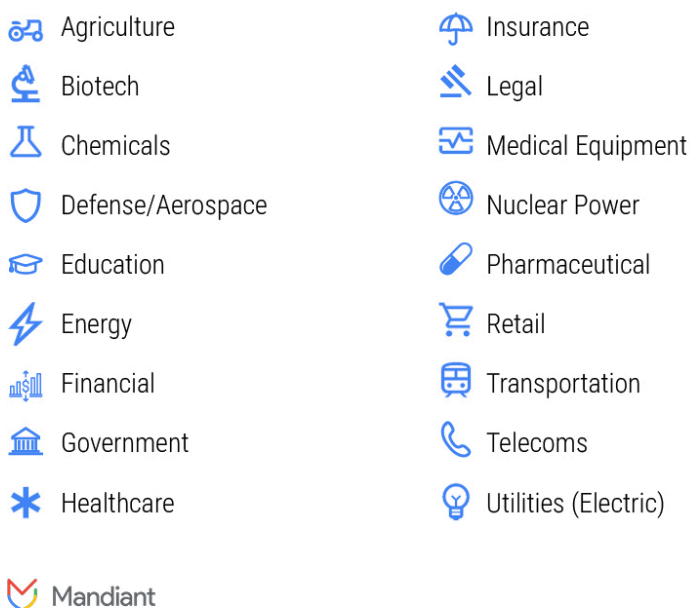 Agriculture
Biotech
Chemicals
Defense/Aerospace
Education
Energy
Financial
Government
Healthcare
Insurance
Legal
Medical Equipment
Nuclear Power
Pharmaceutical
Retail
Transportation
Telecoms
Utilities (Electric)
Mandiant